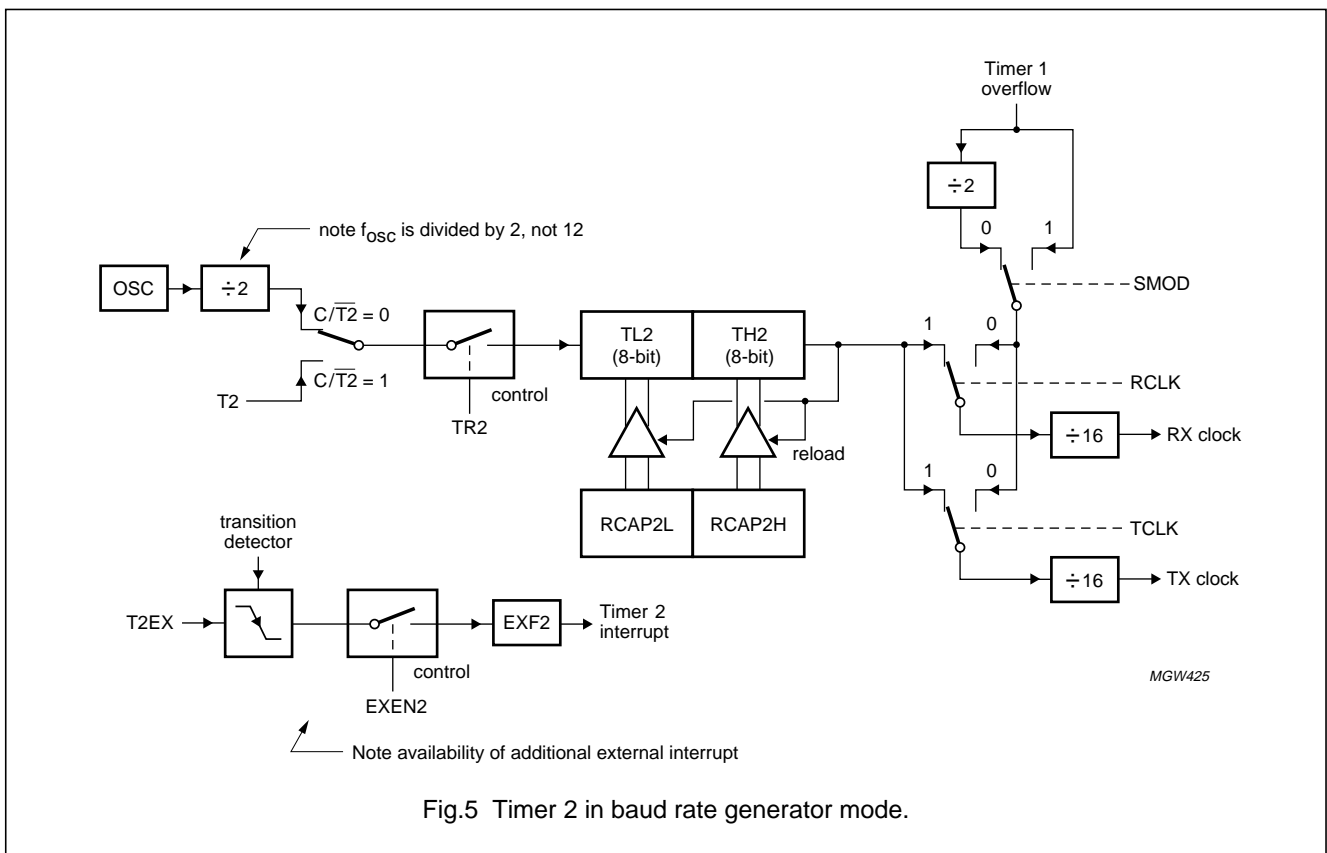 Timer 1
overflow
÷2
0
1
note fosc is divided by 2, not 12
OSC
÷2
SMOD
C/T2̅ = 0
TL2
(8-bit)
TH2
(8-bit)
1
0
C/T2̅ = 1
T2
control
RCLK
TR2
÷16
RX clock
reload
1
0
RCAP2L
RCAP2H
transition
detector
TCLK
÷16
TX clock
T2EX
EXF2
Timer 2
interrupt
control
MGW425
EXEN2
Note availability of additional external interrupt
Fig.5 Timer 2 in baud rate generator mode.